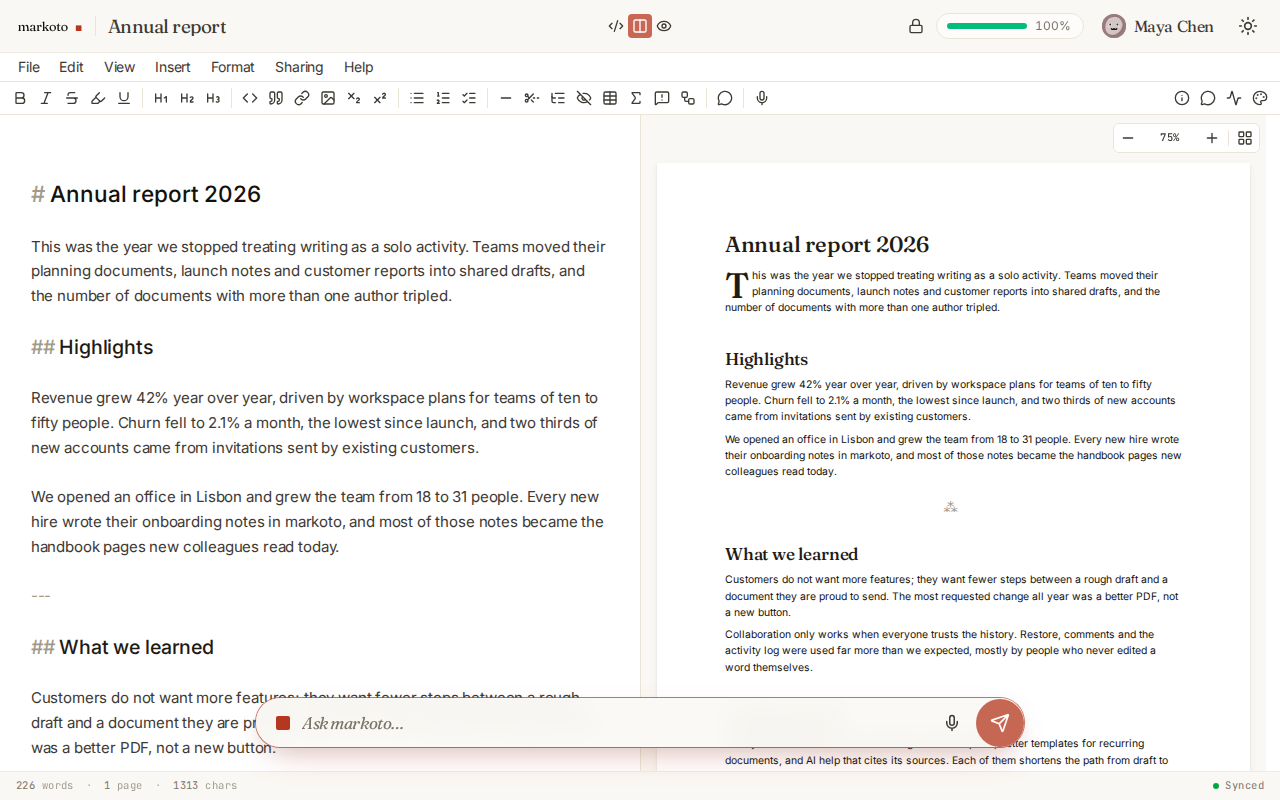 markoto
Annual report
100%
Maya Chen
File Edit View Insert Format Sharing Help
H1 H2 H3
75%
# Annual report 2026
This was the year we stopped treating writing as a solo activity. Teams moved their
planning documents, launch notes and customer reports into shared drafts, and
the number of documents with more than one author tripled.
## Highlights
Revenue grew 42% year over year, driven by workspace plans for teams of ten to
fifty people. Churn fell to 2.1% a month, the lowest since launch, and two thirds of
new accounts came from invitations sent by existing customers.
We opened an office in Lisbon and grew the team from 18 to 31 people. Every new
hire wrote their onboarding notes in markoto, and most of those notes became the
handbook pages new colleagues read today.
---
## What we learned
Customers do not want more features; they want fewer steps between a rough
draft and a document they are
was a better PDF, not a new button.
Annual report 2026
This was the year we stopped treating writing as a solo activity. Teams moved their
planning documents, launch notes and customer reports into shared drafts, and the
number of documents with more than one author tripled.
Highlights
Revenue grew 42% year over year, driven by workspace plans for teams of ten to fifty
people. Churn fell to 2.1% a month, the lowest since launch, and two thirds of new accounts
came from invitations sent by existing customers.
We opened an office in Lisbon and grew the team from 18 to 31 people. Every new hire wrote
their onboarding notes in markoto, and most of those notes became the handbook pages new
colleagues read today.
⁂
What we learned
Customers do not want more features; they want fewer steps between a rough draft and a
document they are proud to send. The most requested change all year was a better PDF, not
a new button.
Collaboration only works when everyone trusts the history. Restore, comments and the
activity log were used far more than we expected, mostly by people who never edited a
word themselves.
templates for recurring
documents, and AI help that cites its sources. Each of them shortens the path from draft to
Ask markoto...
226 words · 1 page · 1313 chars
Synced